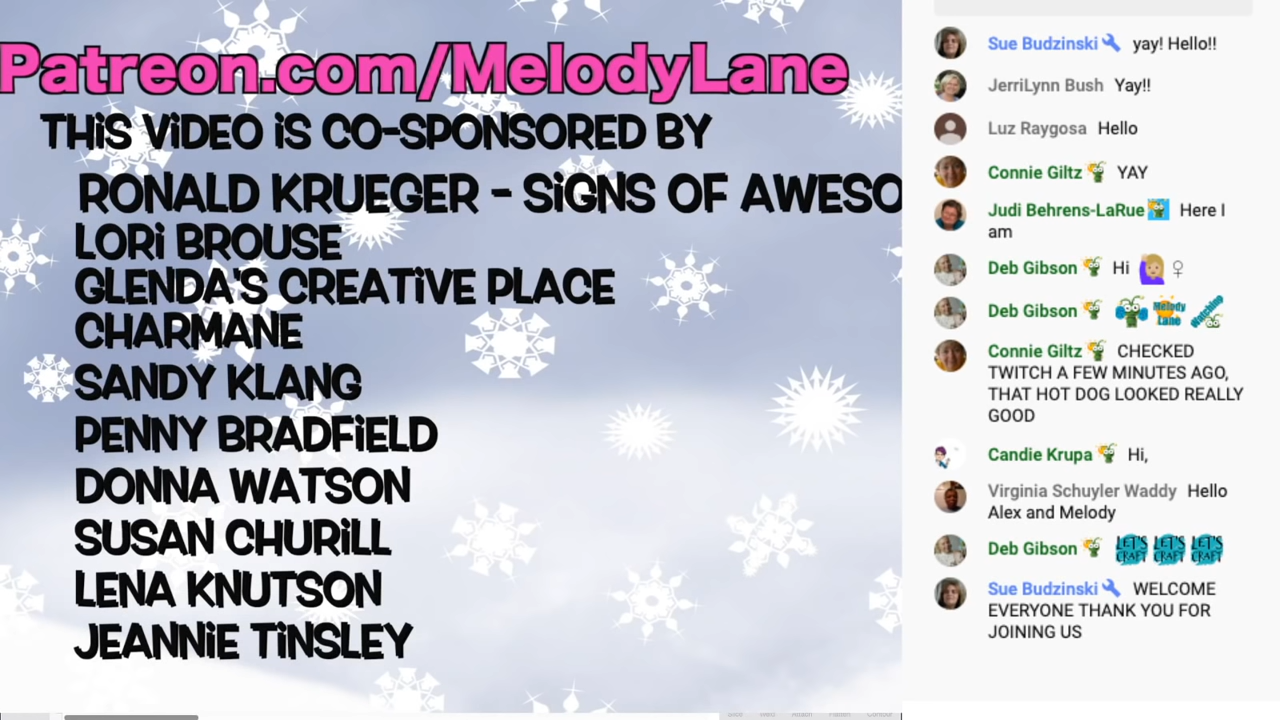 Patreon.com/MelodyLane
THiS ViDEO iS CO-SPONSORED BY
RONALD KRUEGER - SiGNS OF AWESO
LORi BROUSE
GLENDA'S CREATiVE PLACE
CHARMANE
SANDY KLANG
PENNY BRADFiELD
DONNA WATSON
SUSAN CHURiLL
LENA KNUTSON
JEANNiE TiNSLEY
Sue Budzinski yay! Hello!!
JerriLynn Bush Yay!!
Luz Raygosa Hello
Connie Giltz YAY
Judi Behrens-LaRue Here I
am
Deb Gibson Hi
Deb Gibson Melody Lane Watching
Connie Giltz CHECKED
TWITCH A FEW MINUTES AGO,
THAT HOT DOG LOOKED REALLY
GOOD
Candie Krupa Hi,
Virginia Schuyler Waddy Hello
Alex and Melody
Deb Gibson LET'S CRAFT LET'S CRAFT LET'S CRAFT
Sue Budzinski WELCOME
EVERYONE THANK YOU FOR
JOINING US